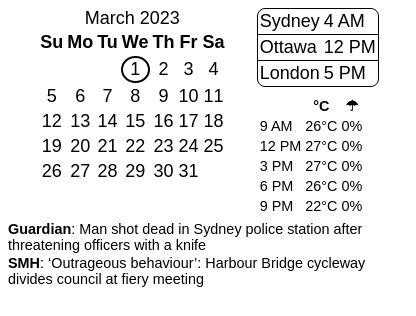 March 2023
Su Mo Tu We Th Fr Sa
1 2 3 4
5 6 7 8 9 10 11
12 13 14 15 16 17 18
19 20 21 22 23 24 25
26 27 28 29 30 31
Sydney 4 AM
Ottawa 12 PM
London 5 PM
°C ☂
9 AM 26°C 0%
12 PM 27°C 0%
3 PM 27°C 0%
6 PM 26°C 0%
9 PM 22°C 0%
Guardian: Man shot dead in Sydney police station after
threatening officers with a knife
SMH: ‘Outrageous behaviour’: Harbour Bridge cycleway
divides council at fiery meeting